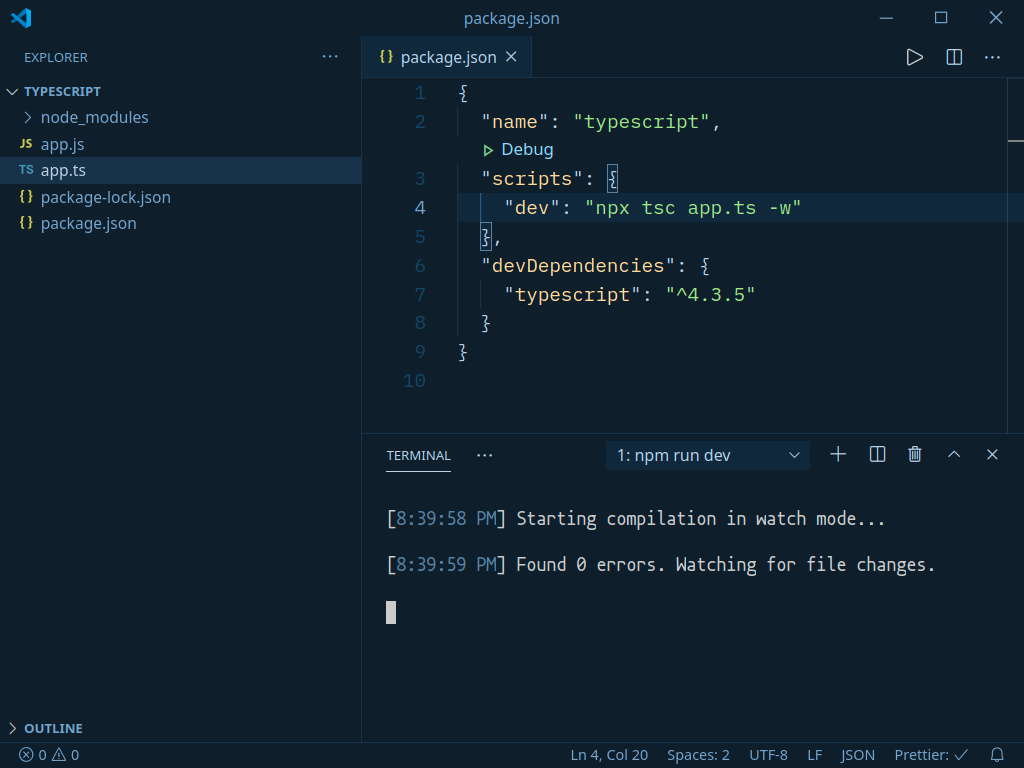 package.json
EXPLORER ···
TYPESCRIPT
node_modules
JS app.js
TS app.ts
{} package-lock.json
{} package.json
OUTLINE
{} package.json
1 {
2 "name": "typescript",
Debug
3 "scripts": {
4 "dev": "npx tsc app.ts -w"
5 },
6 "devDependencies": {
7 "typescript": "^4.3.5"
8 }
9 }
10
TERMINAL ··· 1: npm run dev
[8:39:58 PM] Starting compilation in watch mode...
[8:39:59 PM] Found 0 errors. Watching for file changes.
0 0 Ln 4, Col 20 Spaces: 2 UTF-8 LF JSON Prettier: ✓